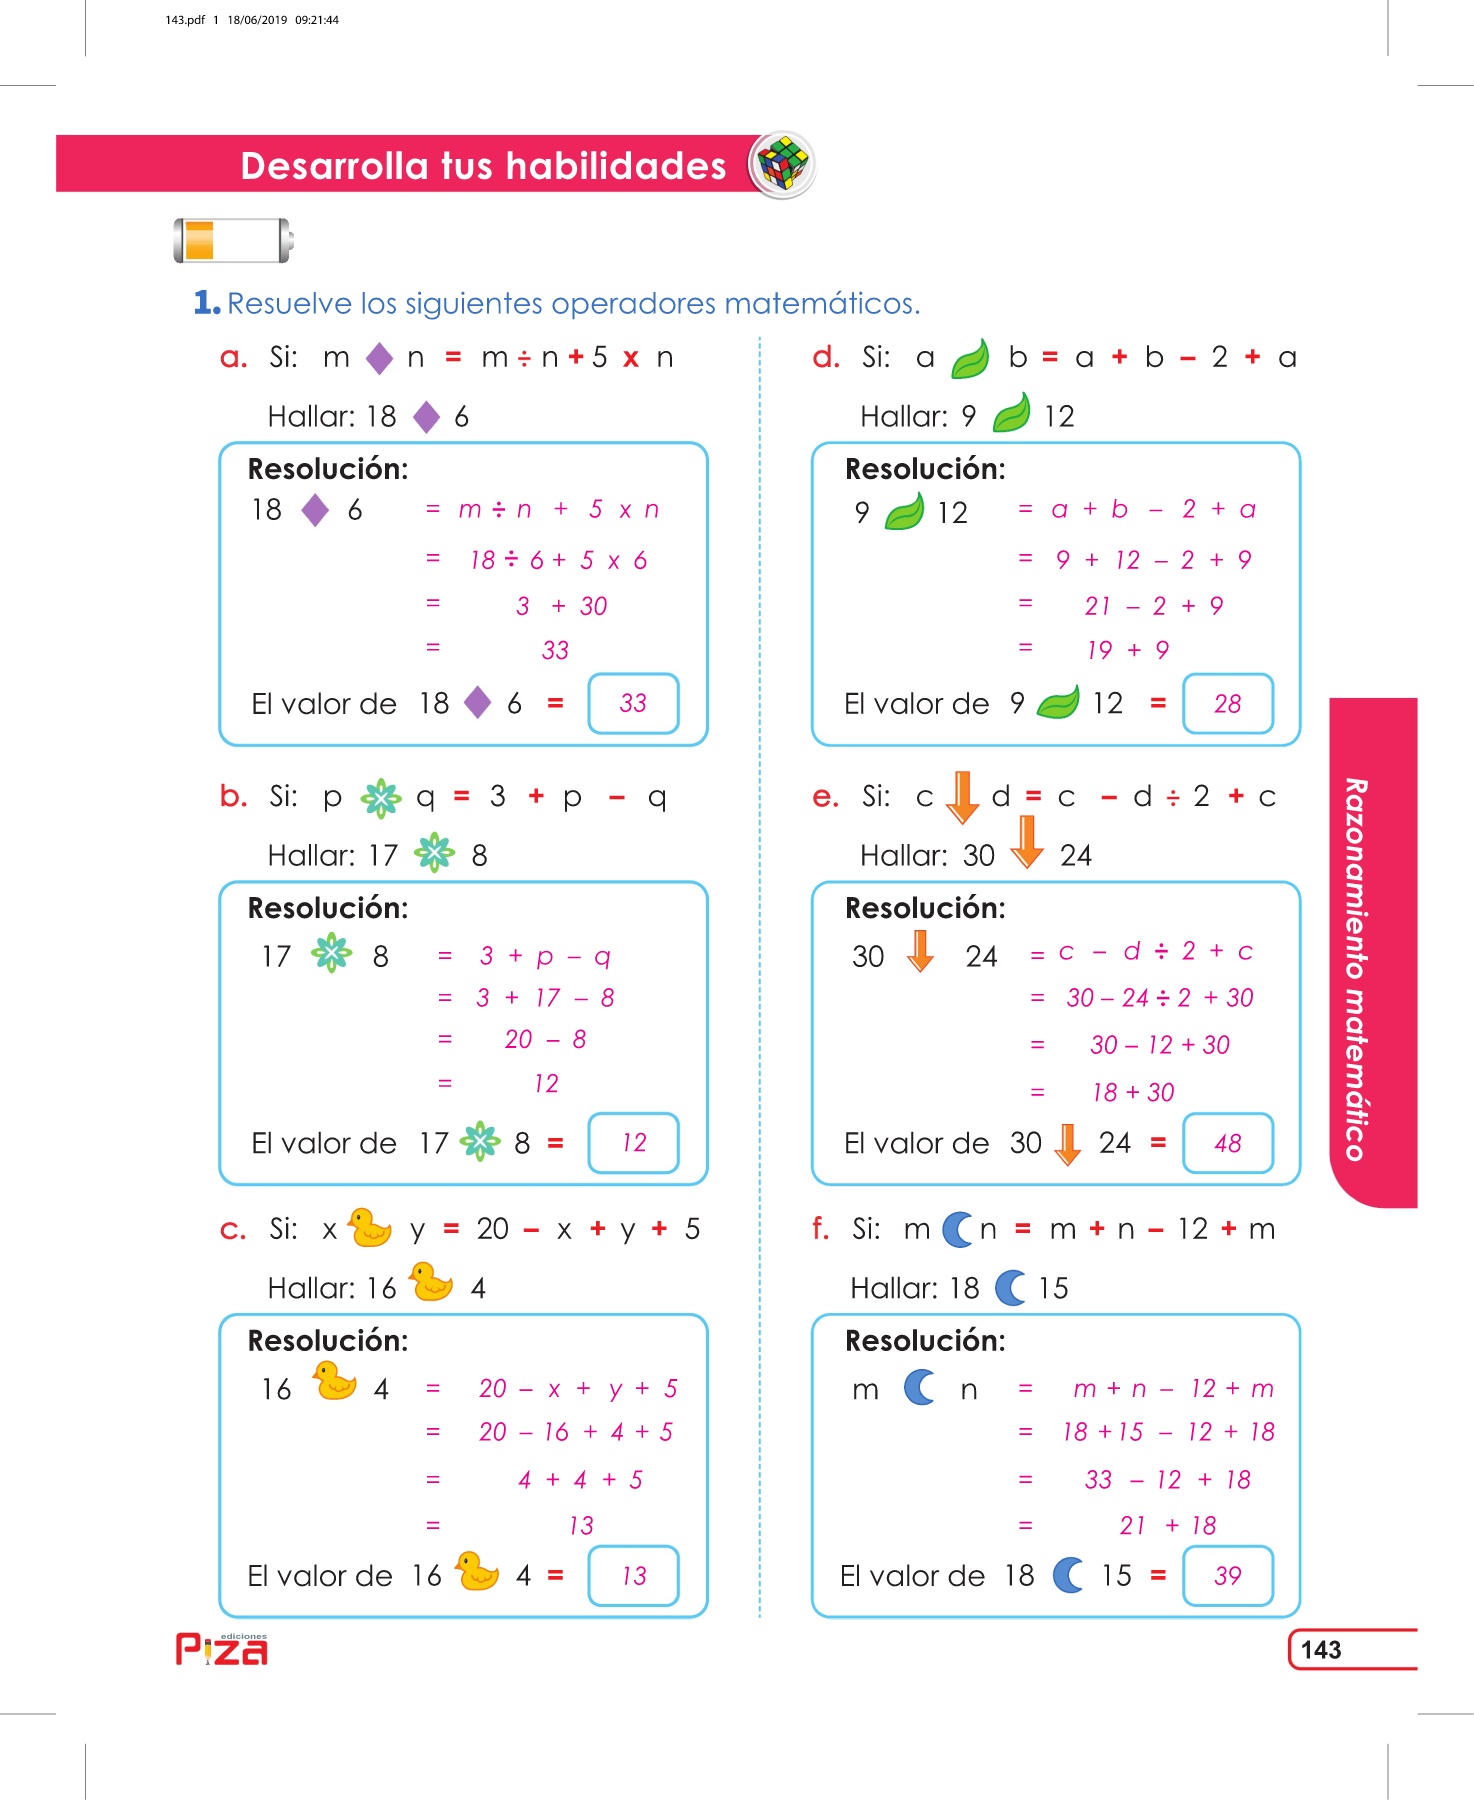 143.pdf 1 18/06/2019 09:21:44
Desarrolla tus habilidades
1. Resuelve los siguientes operadores matemáticos.
a. Si: m n = m ÷ n + 5 x n
Hallar: 18 6
Resolución:
18 6 = m ÷ n + 5 x n
= 18 ÷ 6 + 5 x 6
= 3 + 30
= 33
El valor de 18 6 = 33
b. Si: p q = 3 + p – q
Hallar: 17 8
Resolución:
17 8 = 3 + p – q
= 3 + 17 – 8
= 20 – 8
= 12
El valor de 17 8 = 12
c. Si: x y = 20 – x + y + 5
Hallar: 16 4
Resolución:
16 4 = 20 – x + y + 5
= 20 – 16 + 4 + 5
= 4 + 4 + 5
= 13
El valor de 16 4 = 13
d. Si: a b = a + b – 2 + a
Hallar: 9 12
Resolución:
9 12 = a + b – 2 + a
= 9 + 12 – 2 + 9
= 21 – 2 + 9
= 19 + 9
El valor de 9 12 = 28
e. Si: c d = c – d ÷ 2 + c
Hallar: 30 24
Resolución:
30 24 = c – d ÷ 2 + c
= 30 – 24 ÷ 2 + 30
= 30 – 12 + 30
= 18 + 30
El valor de 30 24 = 48
f. Si: m n = m + n – 12 + m
Hallar: 18 15
Resolución:
m n = m + n – 12 + m
= 18 + 15 – 12 + 18
= 33 – 12 + 18
= 21 + 18
El valor de 18 15 = 39
Razonamiento matemático
ediciones
Piza
143